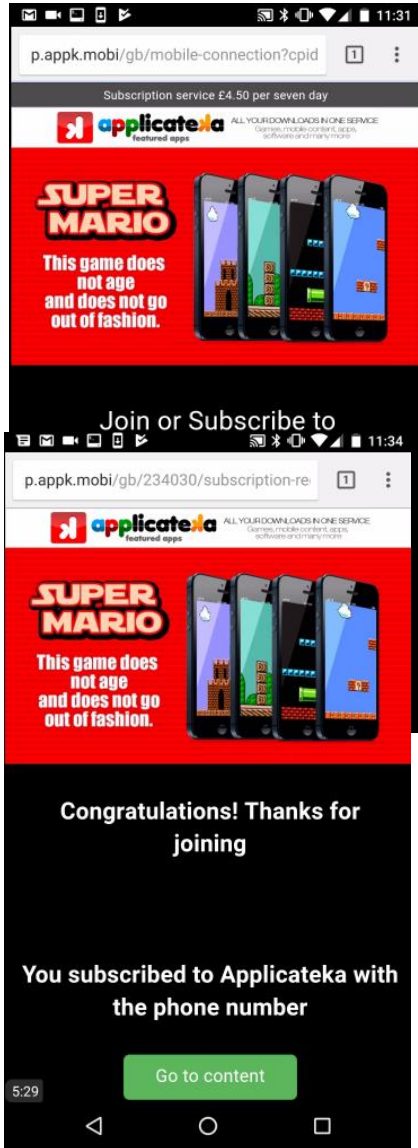 11:31
p.appk.mobi/gb/mobile-connection?cpid
1
Subscription service £4.50 per seven day
applicateka
featured apps
ALL YOUR DOWNLOADS IN ONE SERVICE
Games, mobile content, apps,
software and many more
SUPER
MARIO
This game does
not age
and does not go
out of fashion.
Join or Subscribe to
11:34
p.appk.mobi/gb/234030/subscription-re
1
applicateka
featured apps
ALL YOUR DOWNLOADS IN ONE SERVICE
Games, mobile content, apps,
software and many more
SUPER
MARIO
This game does
not age
and does not go
out of fashion.
Congratulations! Thanks for
joining
You subscribed to Applicateka with
the phone number
Go to content
5:29